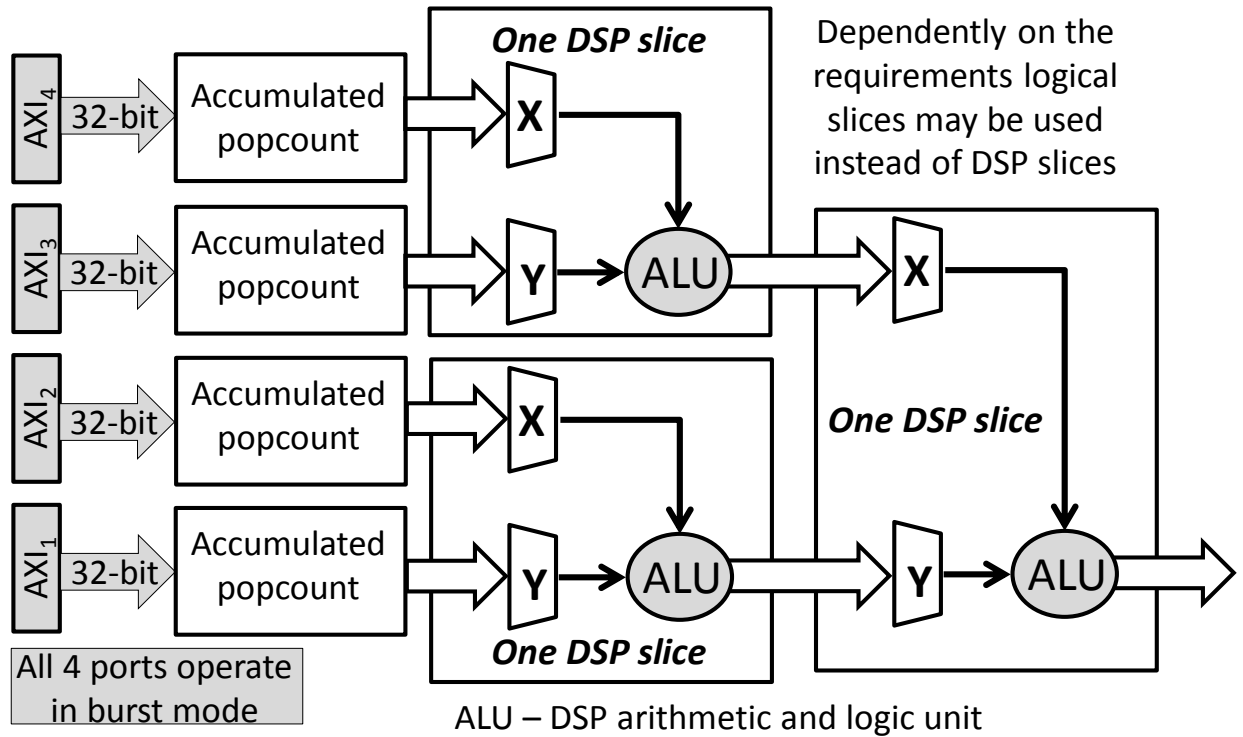 One DSP slice
Dependently on the
requirements logical
slices may be used
instead of DSP slices
AXI4
32-bit
Accumulated
popcount
X
AXI3
32-bit
Accumulated
popcount
Y
ALU
X
AXI2
32-bit
Accumulated
popcount
X
One DSP slice
AXI1
32-bit
Accumulated
popcount
Y
ALU
Y
ALU
One DSP slice
All 4 ports operate
in burst mode
ALU – DSP arithmetic and logic unit